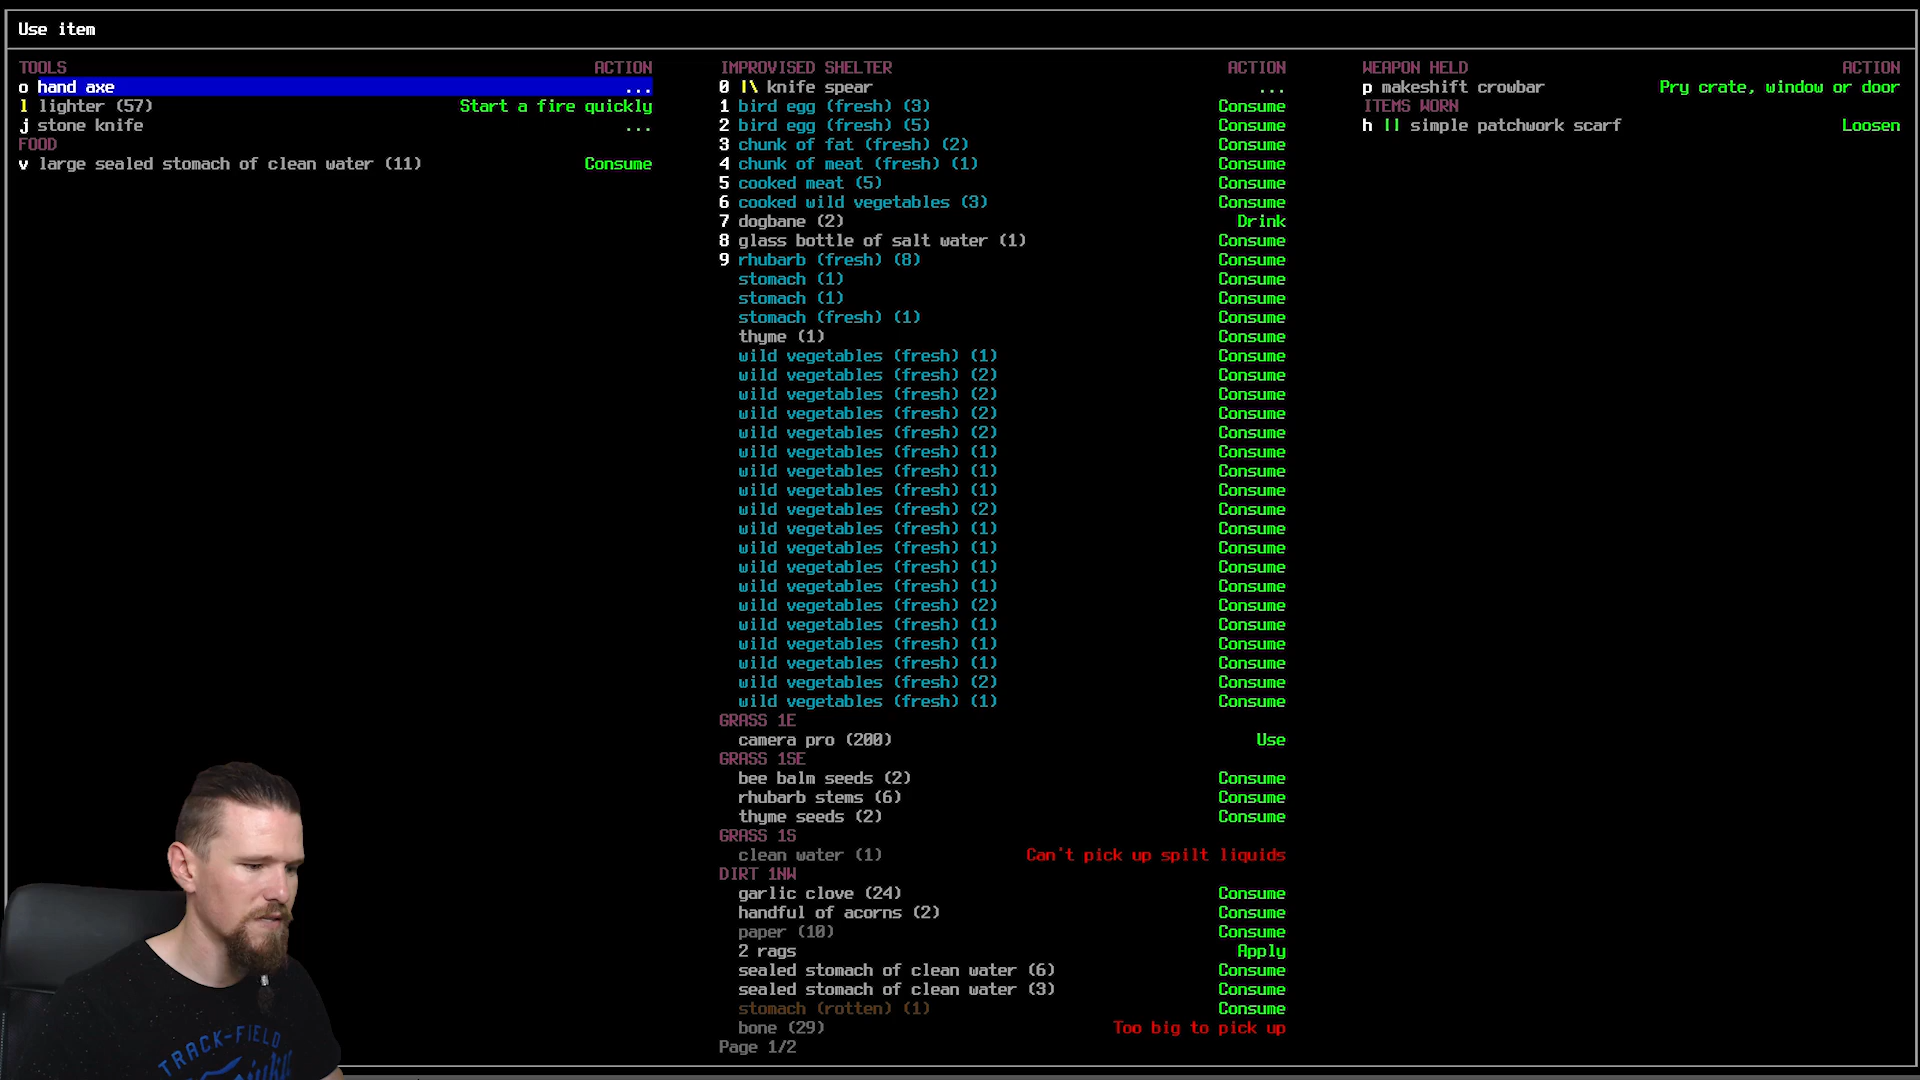 Use item
TOOLS ACTION
o hand axe ...
l lighter (57) Start a fire quickly
j stone knife ...
FOOD
v large sealed stomach of clean water (11) Consume
IMPROVISED SHELTER ACTION
0 |\ knife spear ...
1 bird egg (fresh) (3) Consume
2 bird egg (fresh) (5) Consume
3 chunk of fat (fresh) (2) Consume
4 chunk of meat (fresh) (1) Consume
5 cooked meat (5) Consume
6 cooked wild vegetables (3) Consume
7 dogbane (2) Drink
8 glass bottle of salt water (1) Consume
9 rhubarb (fresh) (8) Consume
stomach (1) Consume
stomach (1) Consume
stomach (fresh) (1) Consume
thyme (1) Consume
wild vegetables (fresh) (1) Consume
wild vegetables (fresh) (2) Consume
wild vegetables (fresh) (2) Consume
wild vegetables (fresh) (2) Consume
wild vegetables (fresh) (2) Consume
wild vegetables (fresh) (1) Consume
wild vegetables (fresh) (1) Consume
wild vegetables (fresh) (1) Consume
wild vegetables (fresh) (2) Consume
wild vegetables (fresh) (1) Consume
wild vegetables (fresh) (1) Consume
wild vegetables (fresh) (1) Consume
wild vegetables (fresh) (1) Consume
wild vegetables (fresh) (2) Consume
wild vegetables (fresh) (1) Consume
wild vegetables (fresh) (1) Consume
wild vegetables (fresh) (1) Consume
wild vegetables (fresh) (2) Consume
wild vegetables (fresh) (1) Consume
GRASS 1E
camera pro (200) Use
GRASS 1SE
bee balm seeds (2) Consume
rhubarb stems (6) Consume
thyme seeds (2) Consume
GRASS 1S
clean water (1) Can't pick up spilt liquids
DIRT 1NW
garlic clove (24) Consume
handful of acorns (2) Consume
paper (10) Consume
2 rags Apply
sealed stomach of clean water (6) Consume
sealed stomach of clean water (3) Consume
stomach (rotten) (1) Consume
bone (29) Too big to pick up
Page 1/2
WEAPON HELD ACTION
p makeshift crowbar Pry crate, window or door
ITEMS WORN
h || simple patchwork scarf Loosen
TRACK-FIELD